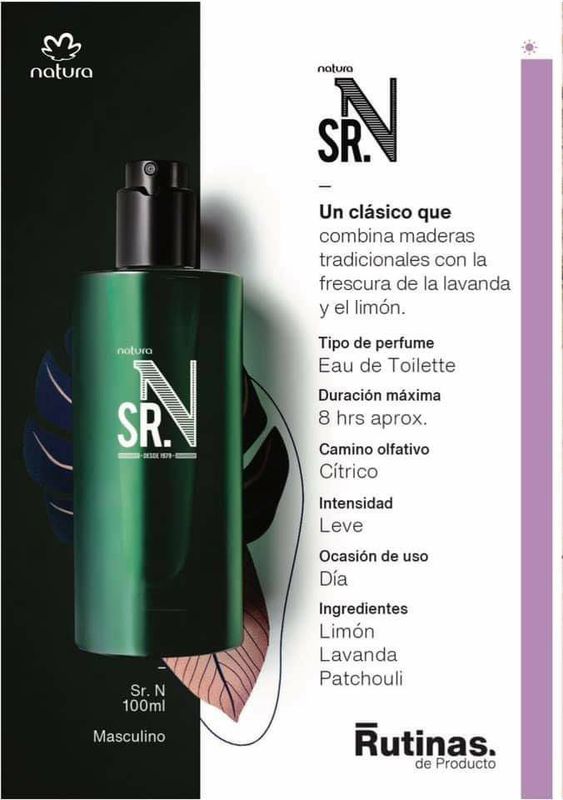 natura
natura
SR.N
Un clásico que
combina maderas
tradicionales con la
frescura de la lavanda
y el limón.
Tipo de perfume
Eau de Toilette
Duración máxima
8 hrs aprox.
Camino olfativo
Cítrico
Intensidad
Leve
Ocasión de uso
Día
Ingredientes
Limón
Lavanda
Patchouli
natura
SR.N
-DESDE 1979-
Sr. N
100ml
Masculino
Rutinas.
de Producto